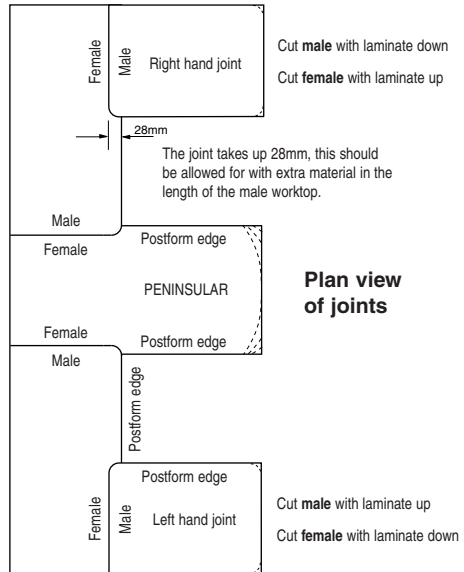 Female
Male
Right hand joint
Cut male with laminate down
Cut female with laminate up
28mm
The joint takes up 28mm, this should
be allowed for with extra material in the
length of the male worktop.
Male
Female
Postform edge
PENINSULAR
Plan view
of joints
Female
Male
Postform edge
Postform edge
Postform edge
Female
Male
Left hand joint
Cut male with laminate up
Cut female with laminate down